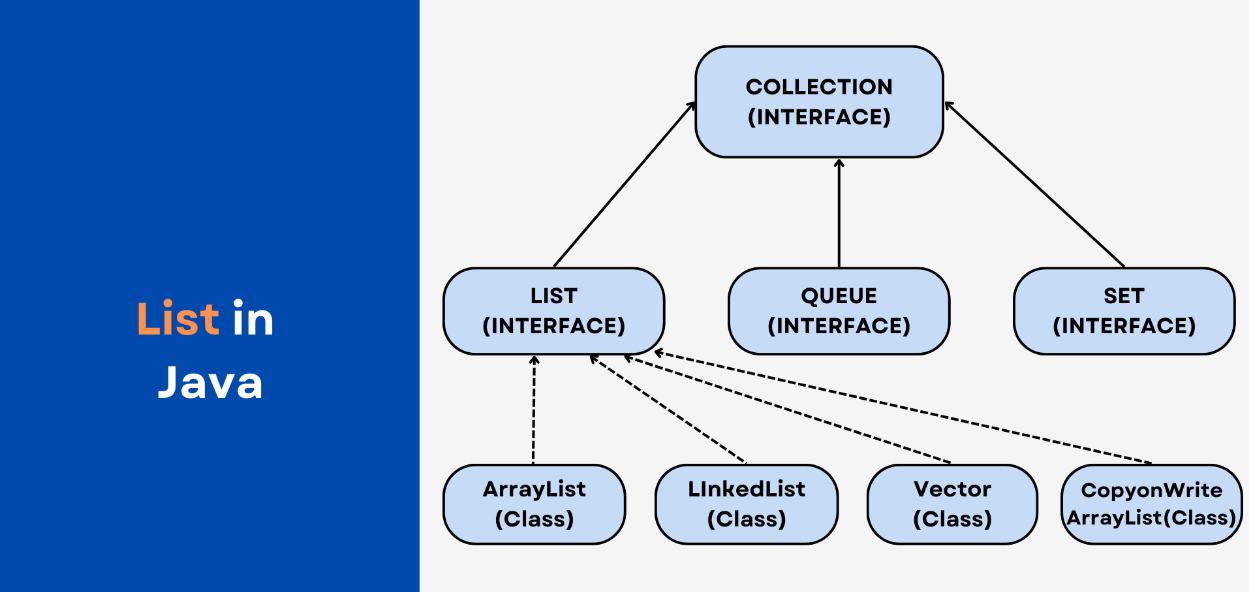 List in
Java
COLLECTION
(INTERFACE)
LIST
(INTERFACE)
QUEUE
(INTERFACE)
SET
(INTERFACE)
ArrayList
(Class)
LInkedList
(Class)
Vector
(Class)
CopyonWrite
ArrayList(Class)